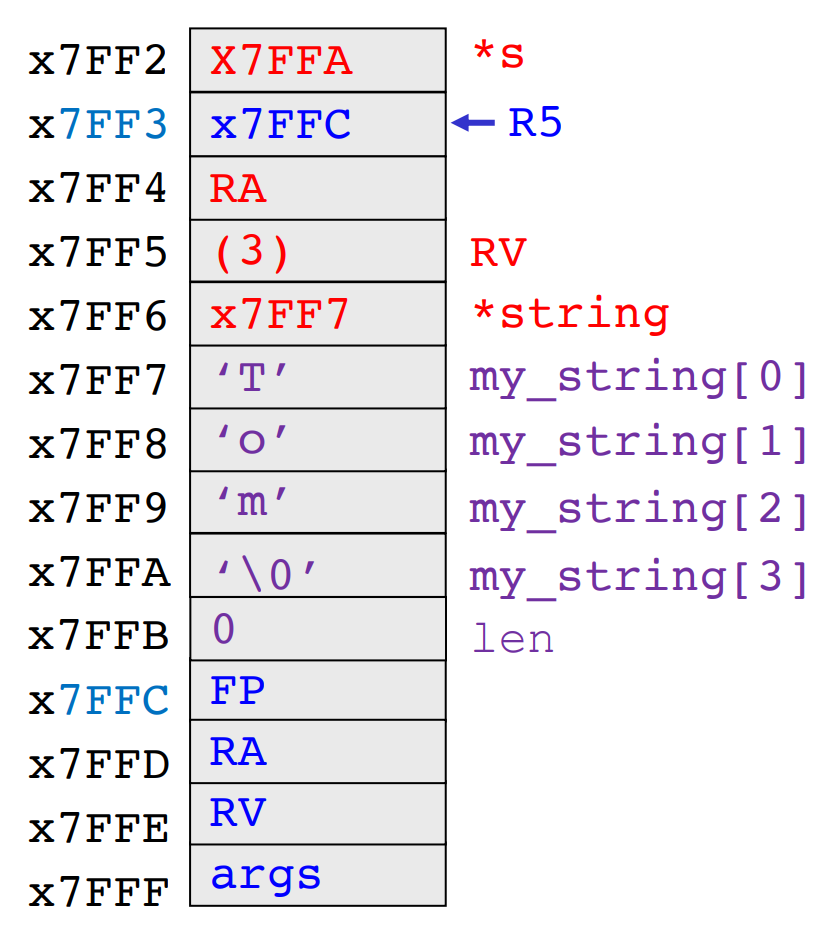 x7FF2 X7FFA *s
x7FF3 x7FFC R5
x7FF4 RA
x7FF5 (3) RV
x7FF6 x7FF7 *string
x7FF7 ‘T’ my_string[0]
x7FF8 ‘o’ my_string[1]
x7FF9 ‘m’ my_string[2]
x7FFA ‘\0’ my_string[3]
x7FFB 0 len
x7FFC FP
x7FFD RA
x7FFE RV
x7FFF args